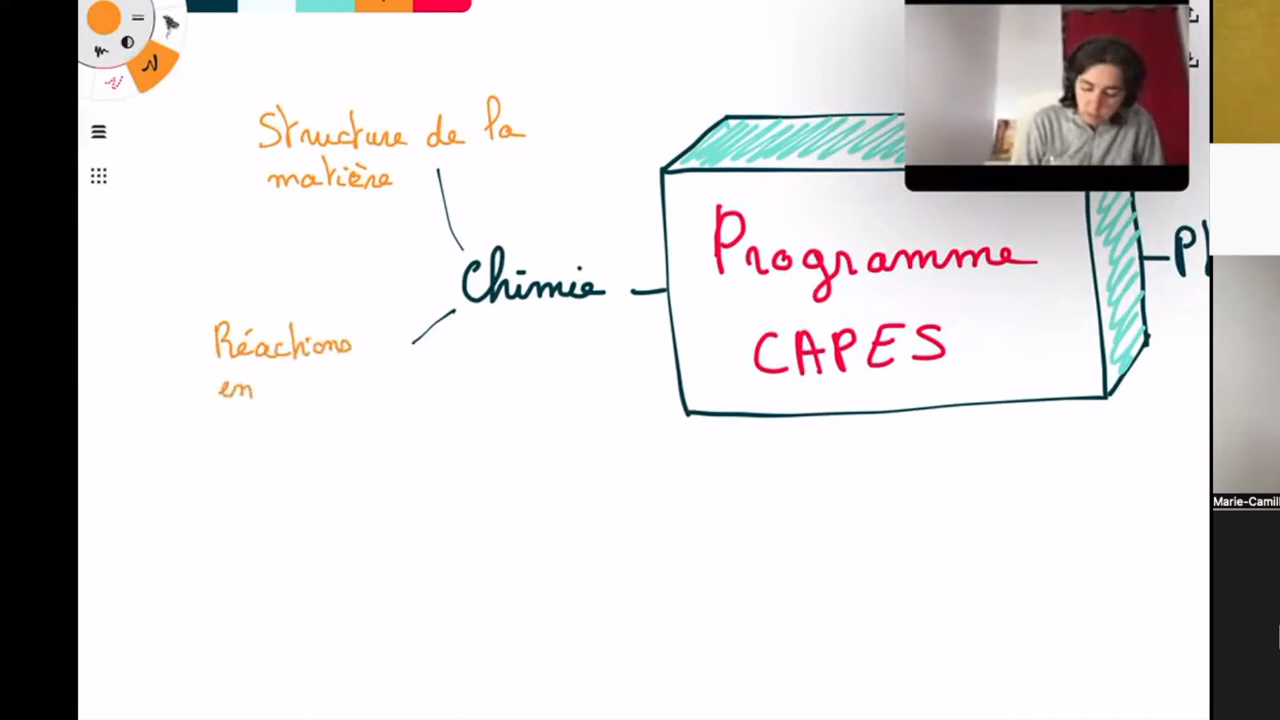 Structure de la
matière
Chimie
Réactions
en
Programme
CAPES
Marie-Camil